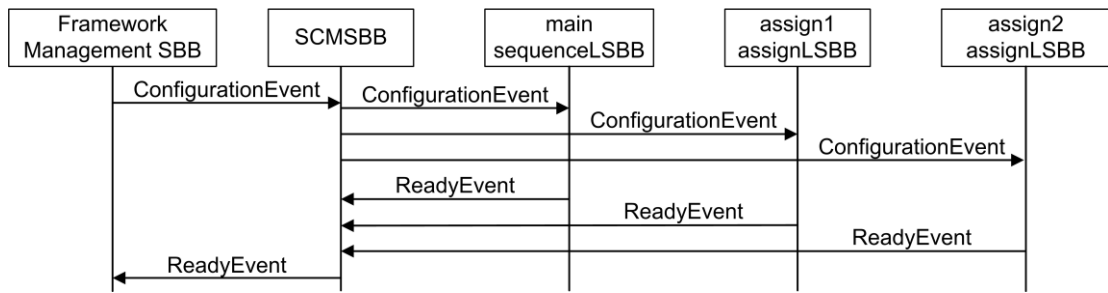 Framework
Management SBB
SCMSBB
main
sequenceLSBB
assign1
assignLSBB
assign2
assignLSBB
ConfigurationEvent
ConfigurationEvent
ConfigurationEvent
ConfigurationEvent
ReadyEvent
ReadyEvent
ReadyEvent
ReadyEvent